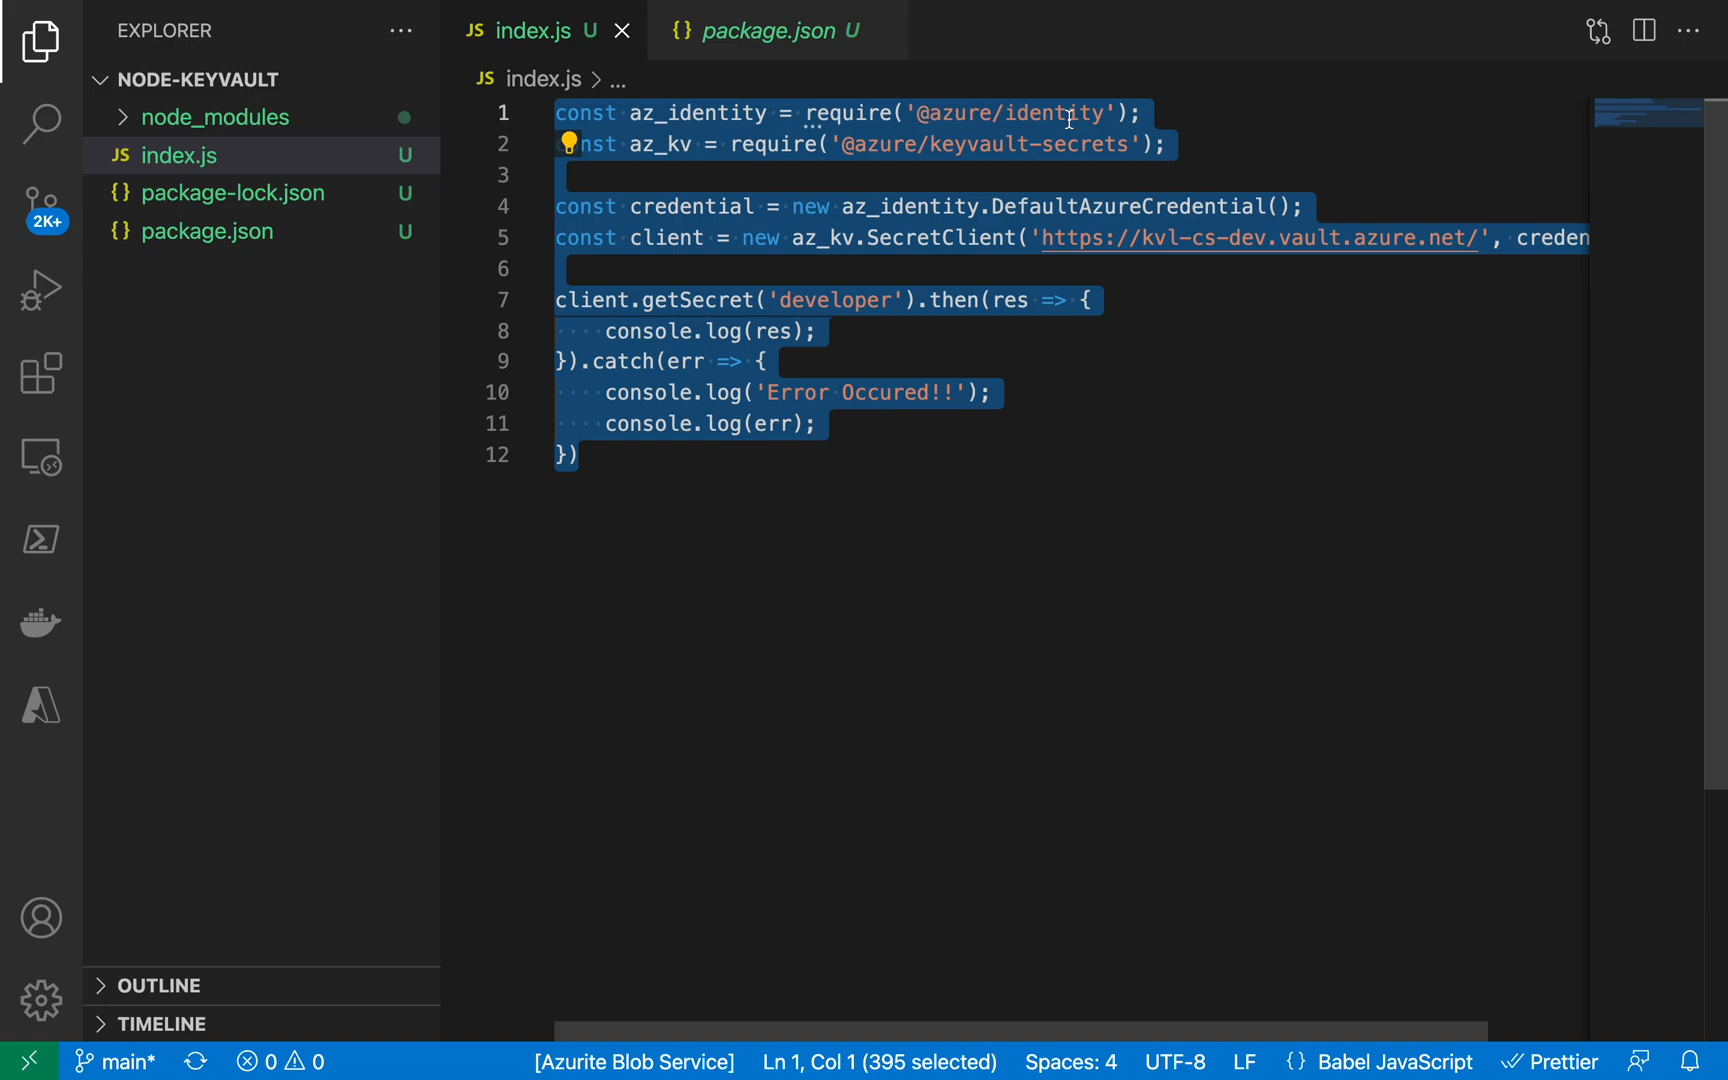 EXPLORER ...
JS index.js U
{} package.json U
NODE-KEYVAULT
JS index.js > ...
node_modules
JS index.js U
{} package-lock.json U
{} package.json U
2K+
1 const az_identity = require('@azure/identity');
2 nst az_kv = require('@azure/keyvault-secrets');
3
4 const credential = new az_identity.DefaultAzureCredential();
5 const client = new az_kv.SecretClient('https://kvl-cs-dev.vault.azure.net/', creden
6
7 client.getSecret('developer').then(res => {
8 console.log(res);
9 }).catch(err => {
10 console.log('Error Occured!!');
11 console.log(err);
12 })
OUTLINE
TIMELINE
main* 0 0 [Azurite Blob Service] Ln 1, Col 1 (395 selected) Spaces: 4 UTF-8 LF {} Babel JavaScript Prettier